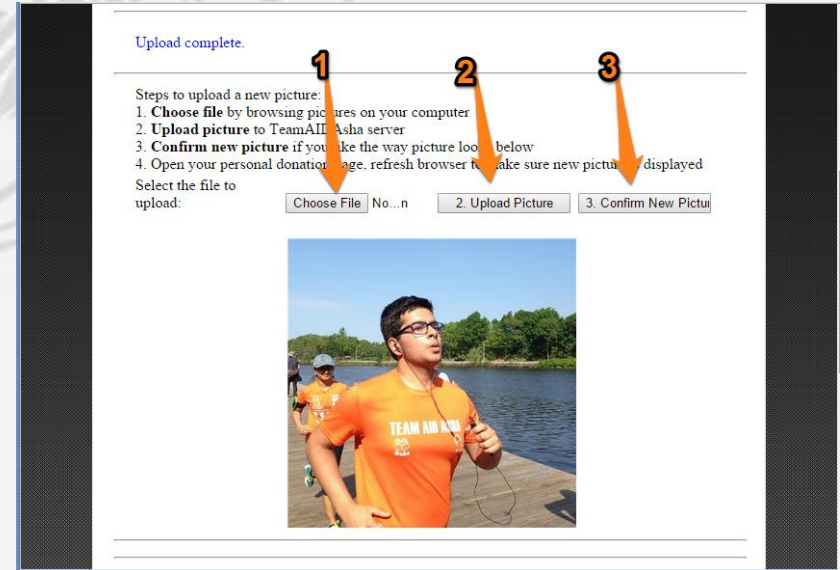 Upload complete.
1
2
3
Steps to upload a new picture:
1. Choose file by browsing pictures on your computer
2. Upload picture to TeamAID Asha server
3. Confirm new picture if you like the way picture looks below
4. Open your personal donation page, refresh browser to make sure new picture is displayed
Select the file to
upload:
Choose File No...n 2. Upload Picture 3. Confirm New Pictur
TEAM AID ASHA